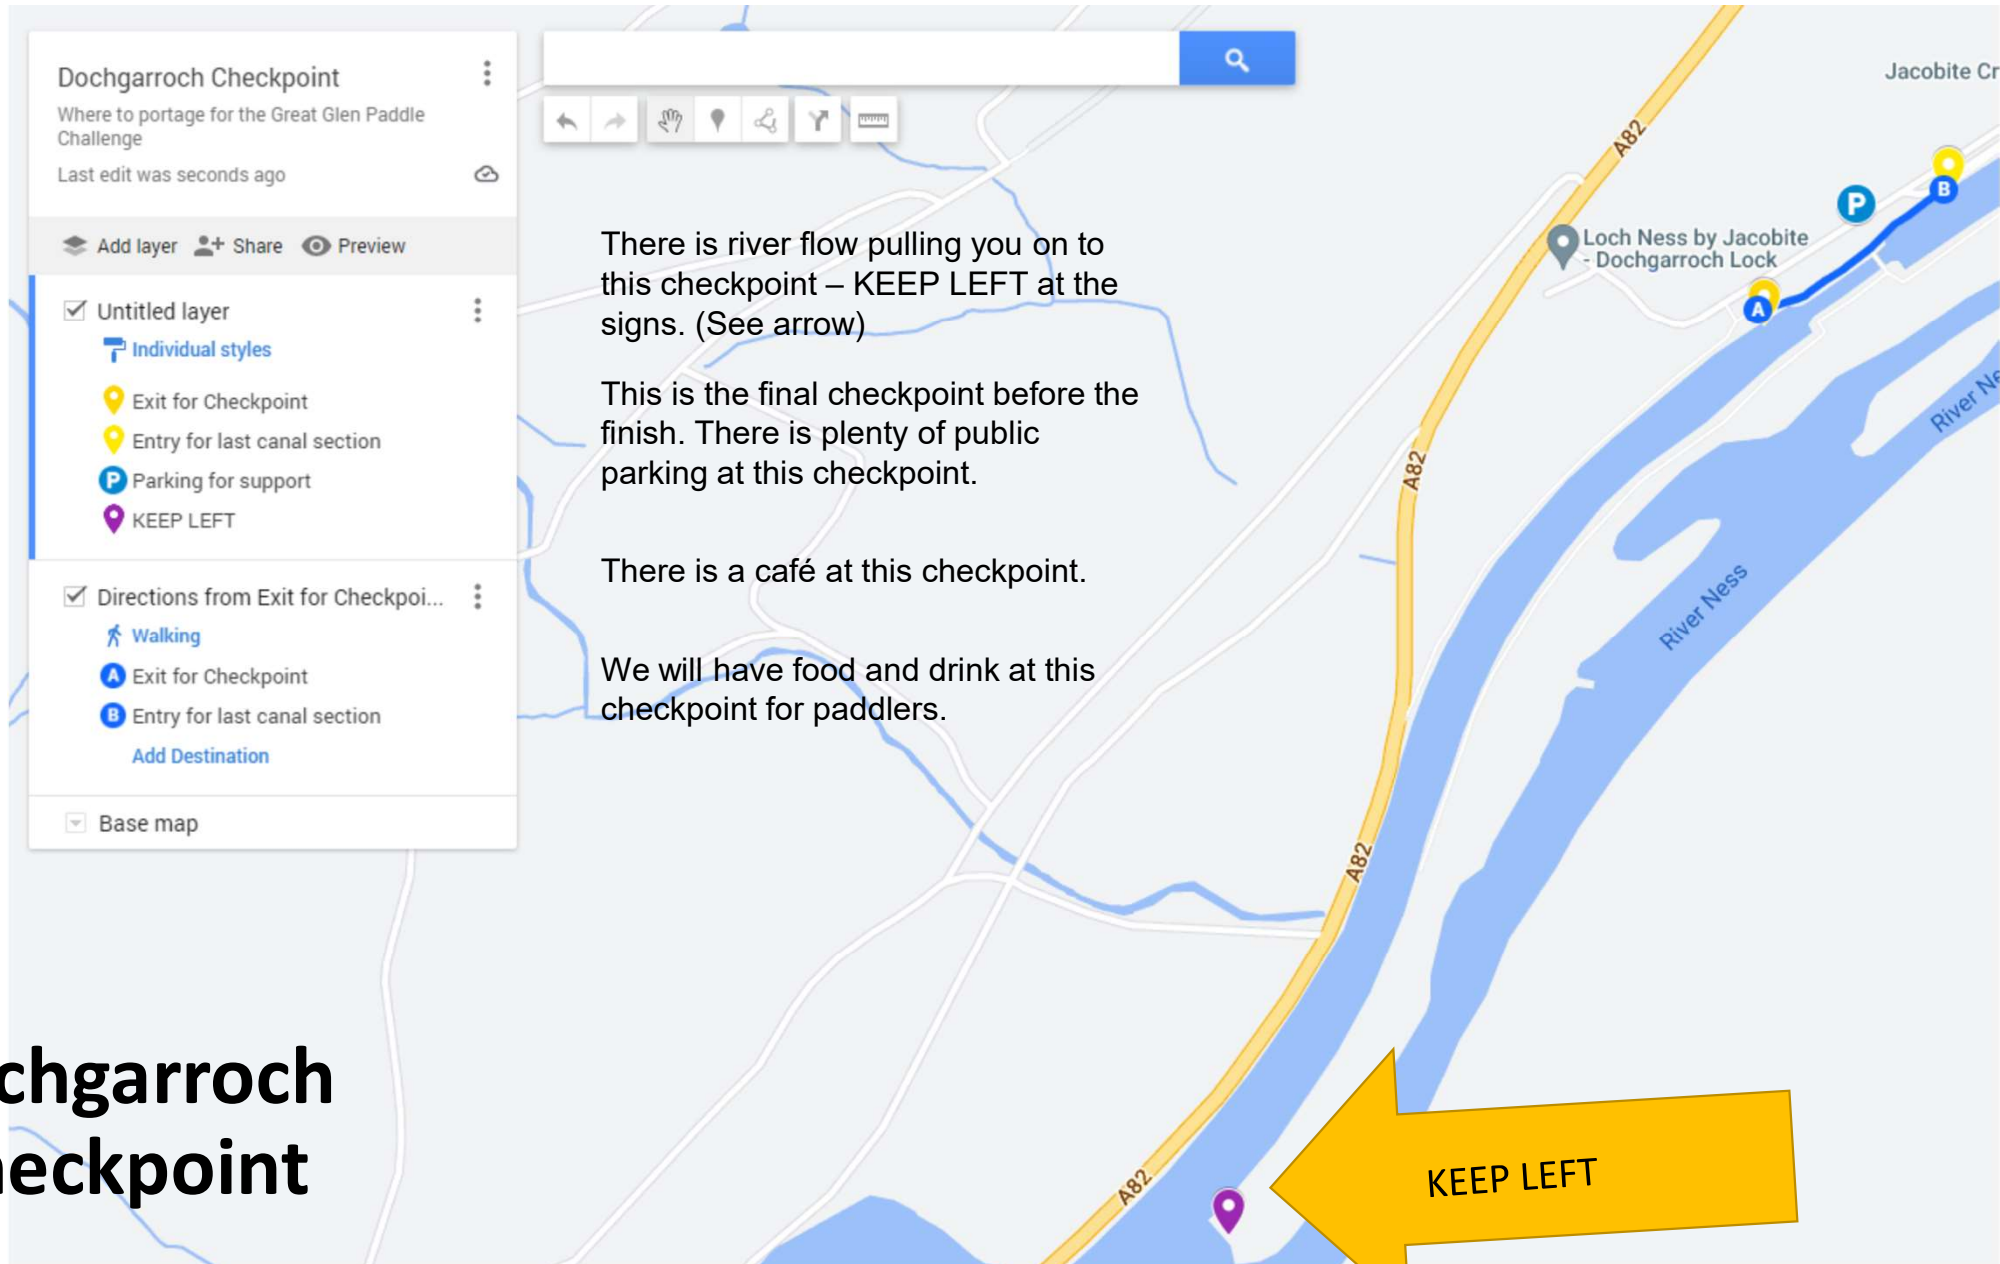 Dochgarroch Checkpoint
Where to portage for the Great Glen Paddle
Challenge
Last edit was seconds ago
Add layer Share Preview
Untitled layer
Individual styles
Exit for Checkpoint
Entry for last canal section
P Parking for support
KEEP LEFT
Directions from Exit for Checkpoi...
Walking
A Exit for Checkpoint
B Entry for last canal section
Add Destination
Base map
There is river flow pulling you on to
this checkpoint – KEEP LEFT at the
signs. (See arrow)
This is the final checkpoint before the
finish. There is plenty of public
parking at this checkpoint.
There is a café at this checkpoint.
We will have food and drink at this
checkpoint for paddlers.
Jacobite Cr
A82
B
P
Loch Ness by Jacobite
- Dochgarroch Lock
A
River Ne
A82
River Ness
A82
A82
KEEP LEFT
chgarroch
eckpoint